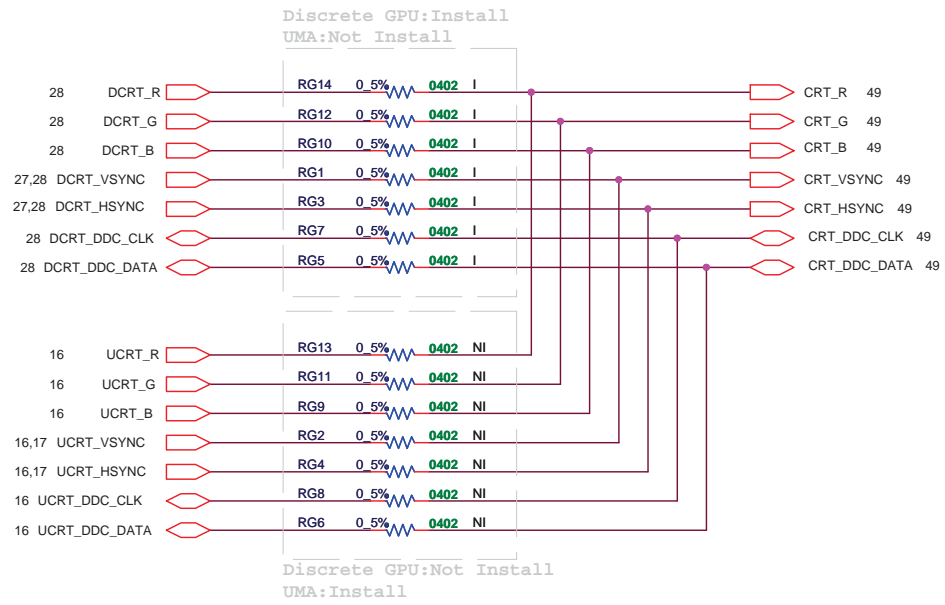 Discrete GPU:Install
UMA:Not Install
28 DCRT_R RG14 0_5% 0402 I CRT_R 49
28 DCRT_G RG12 0_5% 0402 I CRT_G 49
28 DCRT_B RG10 0_5% 0402 I CRT_B 49
27,28 DCRT_VSYNC RG1 0_5% 0402 I CRT_VSYNC 49
27,28 DCRT_HSYNC RG3 0_5% 0402 I CRT_HSYNC 49
28 DCRT_DDC_CLK RG7 0_5% 0402 I CRT_DDC_CLK 49
28 DCRT_DDC_DATA RG5 0_5% 0402 I CRT_DDC_DATA 49
16 UCRT_R RG13 0_5% 0402 NI
16 UCRT_G RG11 0_5% 0402 NI
16 UCRT_B RG9 0_5% 0402 NI
16,17 UCRT_VSYNC RG2 0_5% 0402 NI
16,17 UCRT_HSYNC RG4 0_5% 0402 NI
16 UCRT_DDC_CLK RG8 0_5% 0402 NI
16 UCRT_DDC_DATA RG6 0_5% 0402 NI
Discrete GPU:Not Install
UMA:Install